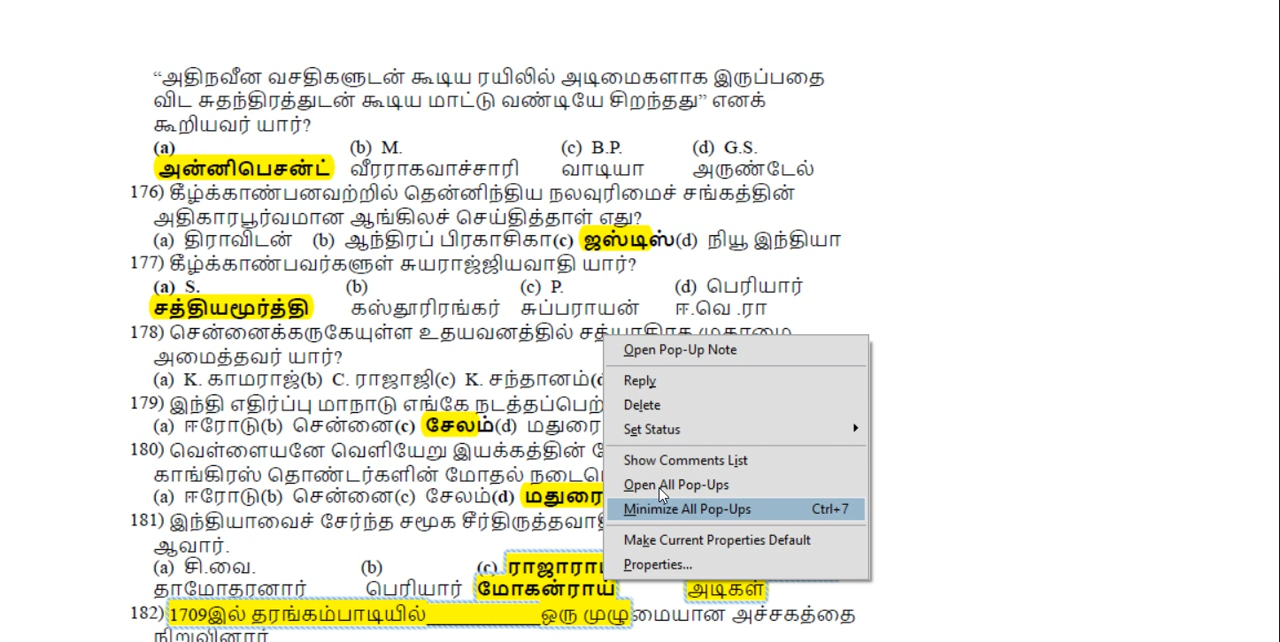 “அதிநவீன வசதிகளுடன் கூடிய ரயிலில் அடிமைகளாக இருப்பதை
விட சுதந்திரத்துடன் கூடிய மாட்டு வண்டியே சிறந்தது” எனக்
கூறியவர் யார்?
(a) (b) M. (c) B.P. (d) G.S.
அன்னிபெசன்ட் வீரராகவாச்சாரி வாடியா அருண்டேல்
176) கீழ்க்காண்பனவற்றில் தென்னிந்திய நலவுரிமைச் சங்கத்தின்
அதிகாரபூர்வமான ஆங்கிலச் செய்தித்தாள் எது?
(a) திராவிடன் (b) ஆந்திரப் பிரகாசிகா(c) ஜஸ்டிஸ்(d) நியூ இந்தியா
177) கீழ்க்காண்பவர்களுள் சுயராஜ்ஜியவாதி யார்?
(a) S. (b) (c) P. (d) பெரியார்
சத்தியமூர்த்தி கஸ்தூரிரங்கர் சுப்பராயன் ஈ.வெ .ரா
178) சென்னைக்கருகேயுள்ள உதயவனத்தில் சத்யாகிரக முகாமை
அமைத்தவர் யார்?
(a) K. காமராஜ்(b) C. ராஜாஜி(c) K. சந்தானம்(d
179) இந்தி எதிர்ப்பு மாநாடு எங்கே நடத்தப்பெற்
(a) ஈரோடு(b) சென்னை(c) சேலம்(d) மதுரை
180) வெள்ளையனே வெளியேறு இயக்கத்தின்
காங்கிரஸ் தொண்டர்களின் மோதல்
(a) ஈரோடு(b) சென்னை(c) சேலம்(d) மதுரை
181) இந்தியாவைச் சேர்ந்த சமூக
ஆவார்.
(a) சி.வை. (b) (c) ராஜாராம்
தாமோதரனார் பெரியார் மோகன்ராய் அடிகள்
182) 1709இல் தரங்கம்பாடியில்____________ஒரு முழுமையான அச்சகத்தை
நிறுவினார்
Open Pop-Up Note
Reply
Delete
Set Status
Show Comments List
Open All Pop-Ups
Minimize All Pop-Ups Ctrl+7
Make Current Properties Default
Properties...